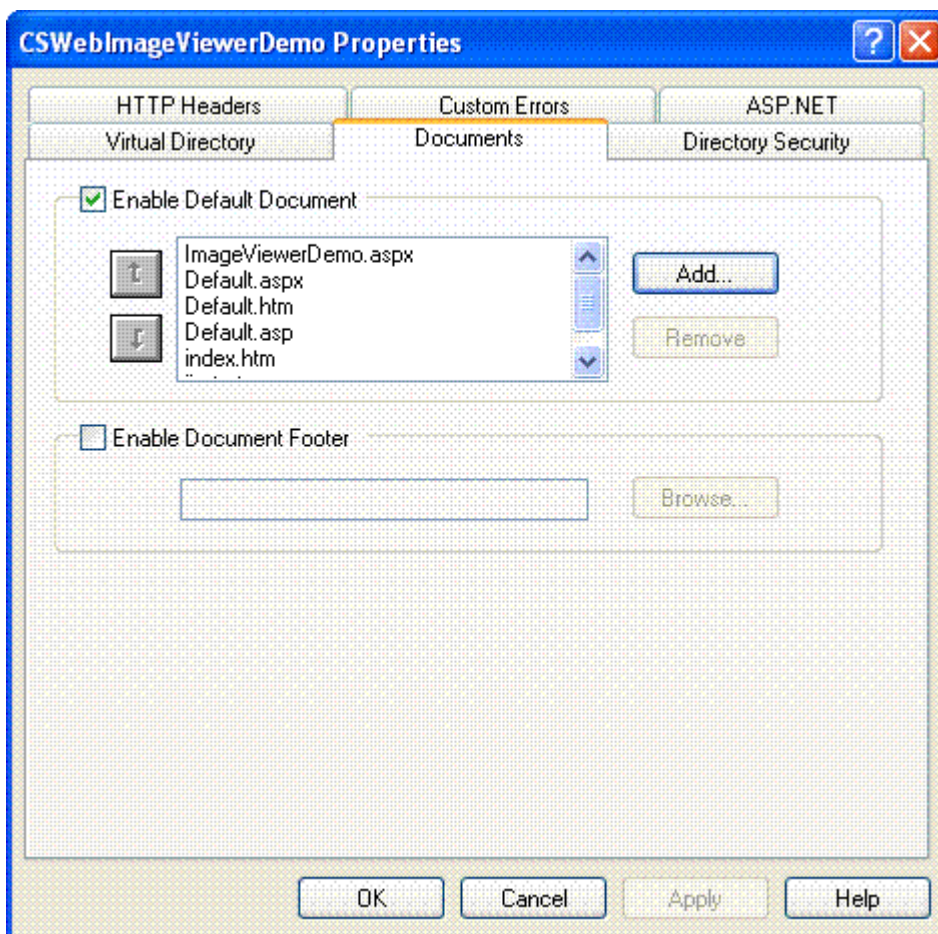 CSWebImageViewerDemo Properties
HTTP Headers Custom Errors ASP.NET
Virtual Directory Documents Directory Security
Enable Default Document
ImageViewerDemo.aspx
Default.aspx
Default.htm
Default.asp
index.htm
Add...
Remove
Enable Document Footer
Browse...
OK Cancel Apply Help